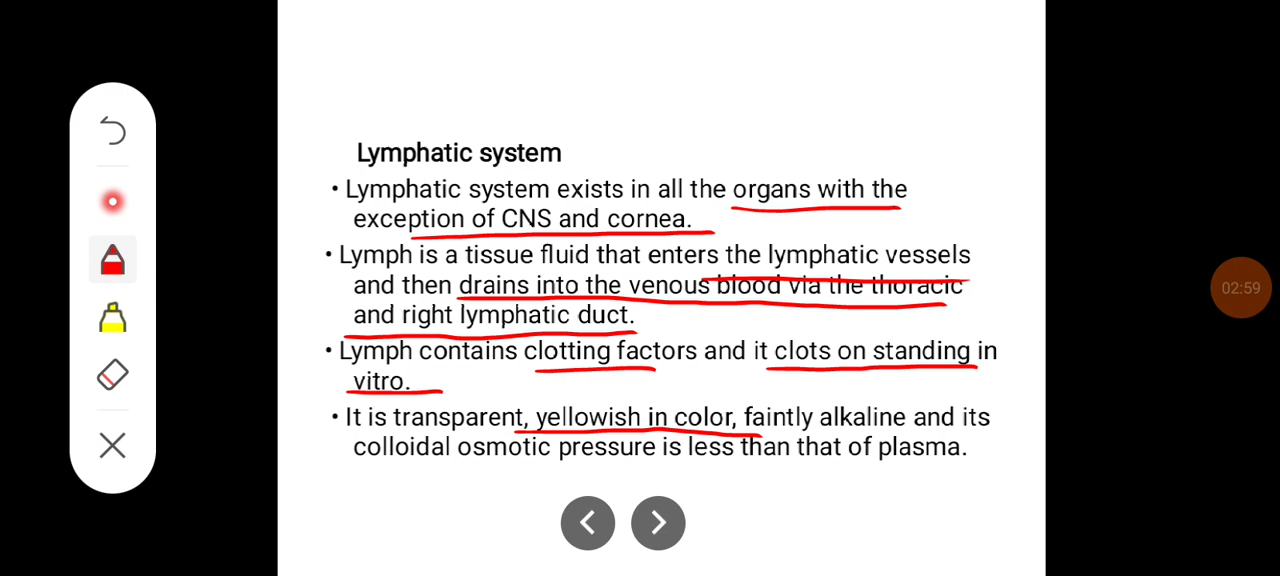 Lymphatic system
• Lymphatic system exists in all the organs with the
exception of CNS and cornea.
• Lymph is a tissue fluid that enters the lymphatic vessels
and then drains into the venous blood via the thoracic
and right lymphatic duct.
• Lymph contains clotting factors and it clots on standing in
vitro.
• It is transparent, yellowish in color, faintly alkaline and its
colloidal osmotic pressure is less than that of plasma.
02:59